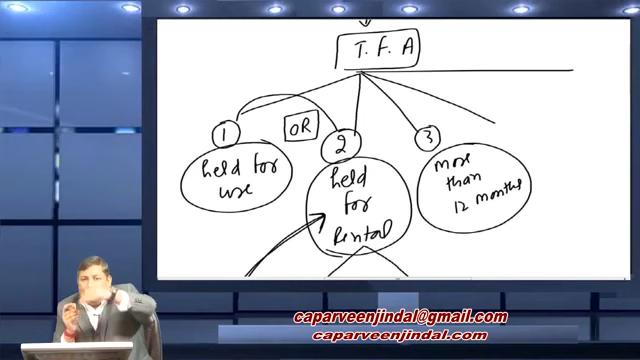 T. F. A
1
OR
2
3
held for
use
held
for
Rental
more
than
12 months
caparveenjindal@gmail.com
caparveenjindal.com